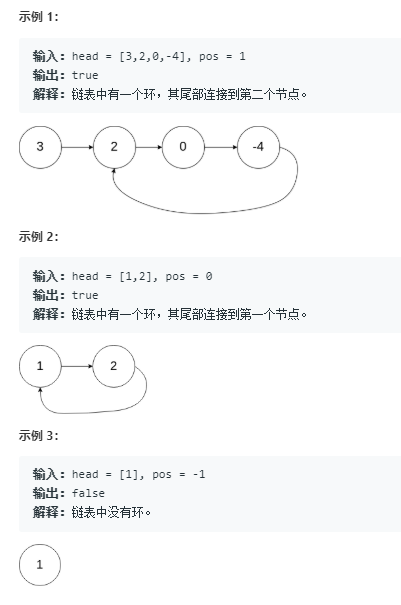 示例 1：
输入：head = [3,2,0,-4], pos = 1
输出：true
解释：链表中有一个环，其尾部连接到第二个节点。
3 2 0 -4
示例 2：
输入：head = [1,2], pos = 0
输出：true
解释：链表中有一个环，其尾部连接到第一个节点。
1 2
示例 3：
输入：head = [1], pos = -1
输出：false
解释：链表中没有环。
1